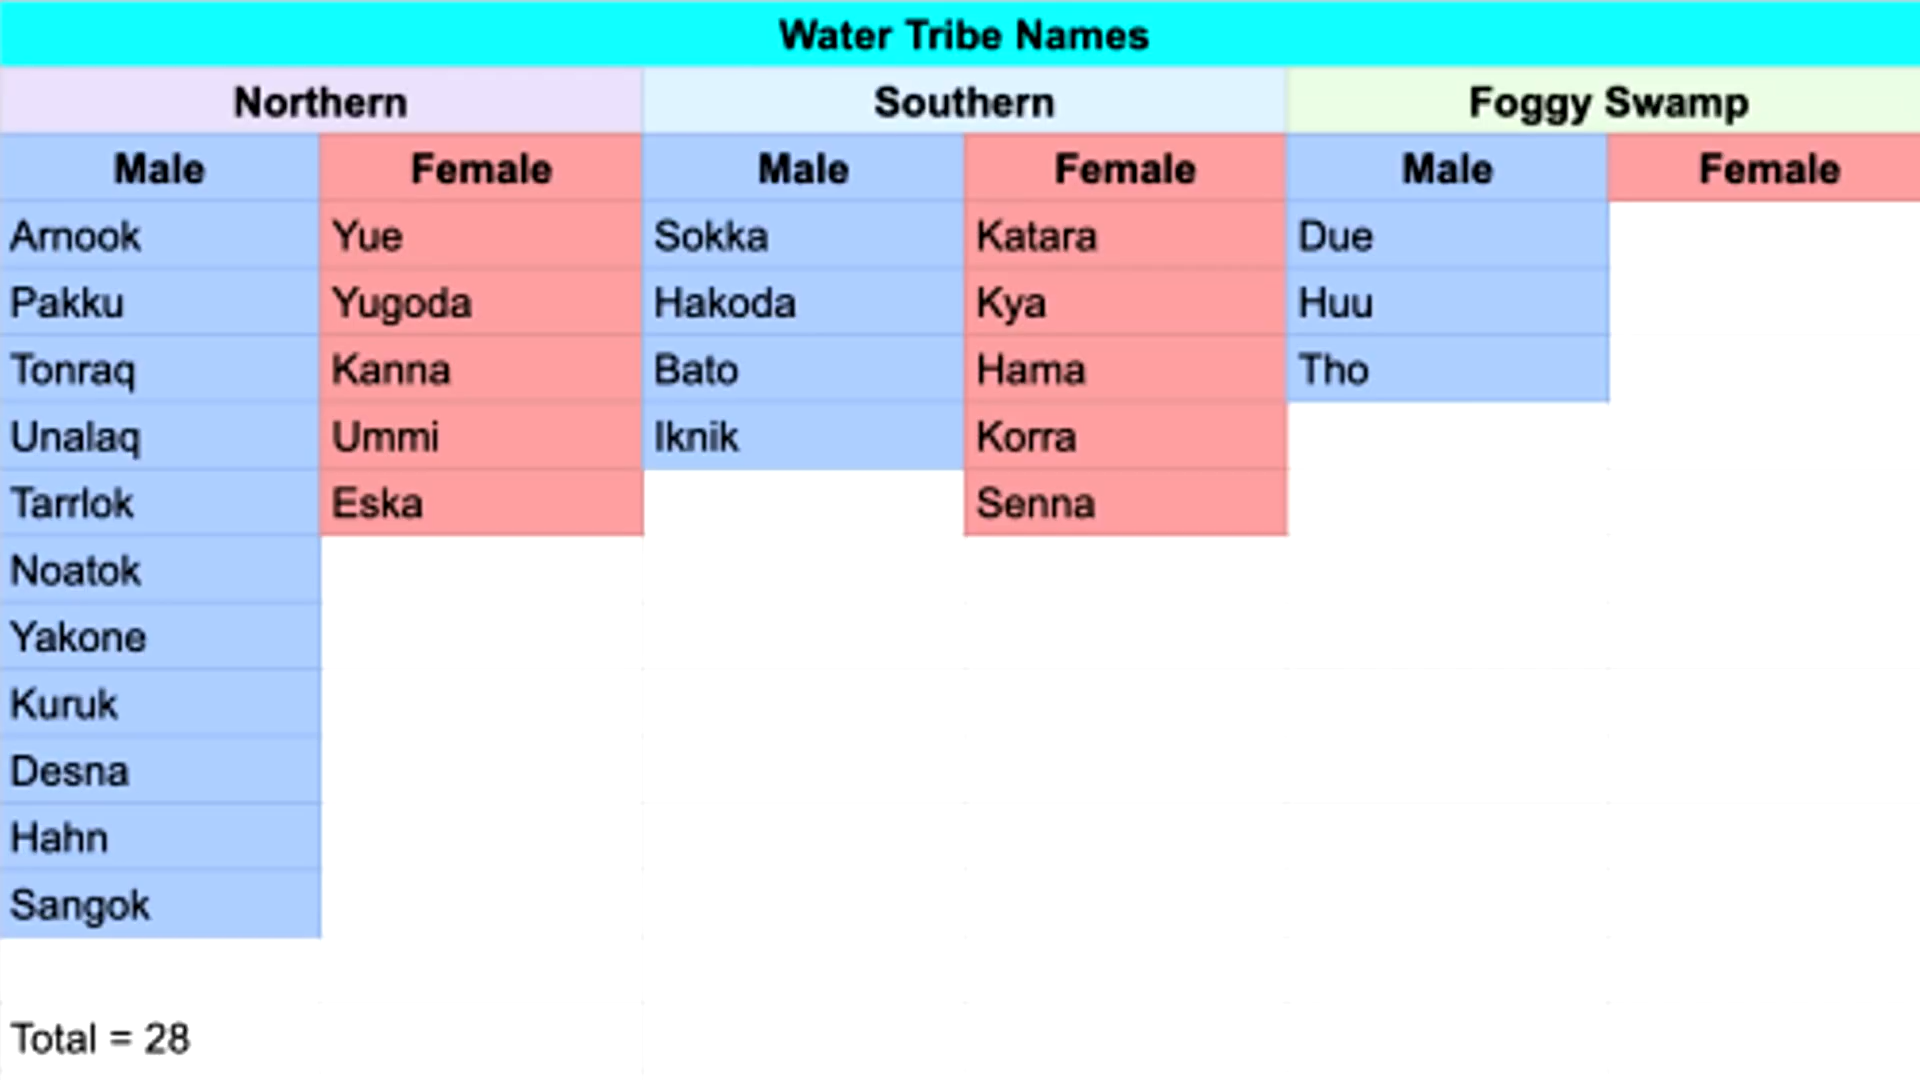 Water Tribe Names
Northern Southern Foggy Swamp
Male Female Male Female Male Female
Arnook Yue Sokka Katara Due
Pakku Yugoda Hakoda Kya Huu
Tonraq Kanna Bato Hama Tho
Unalaq Ummi Iknik Korra
Tarrlok Eska Senna
Noatok
Yakone
Kuruk
Desna
Hahn
Sangok
Total = 28